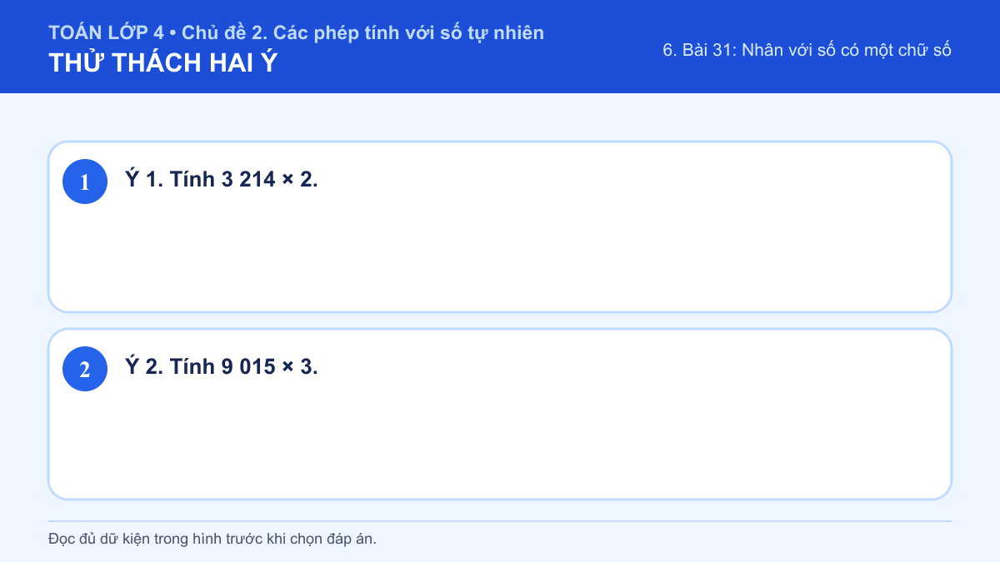 TOÁN LỚP 4 • Chủ đề 2. Các phép tính với số tự nhiên
THỬ THÁCH HAI Ý
6. Bài 31: Nhân với số có một chữ số
1
Ý 1. Tính 3 214 × 2.
2
Ý 2. Tính 9 015 × 3.
Đọc đủ dữ kiện trong hình trước khi chọn đáp án.